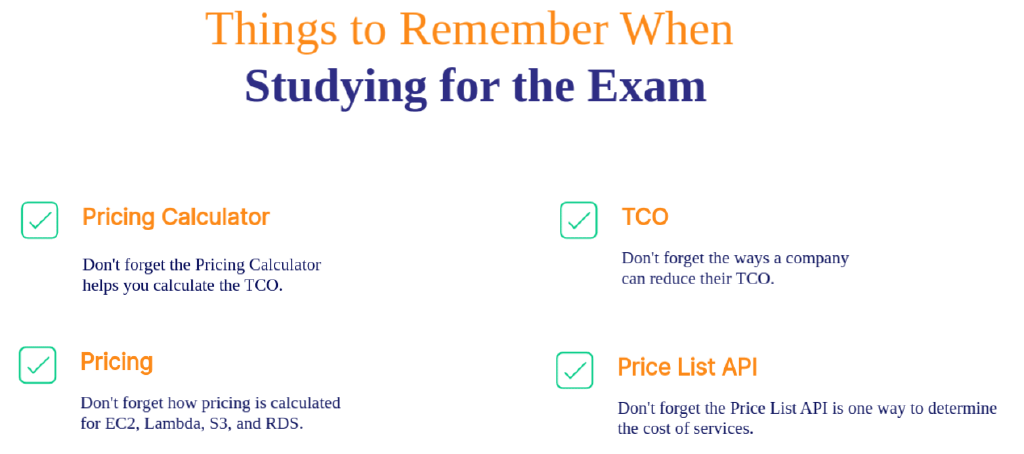 Things to Remember When
Studying for the Exam
Pricing Calculator
Don't forget the Pricing Calculator
helps you calculate the TCO.
TCO
Don't forget the ways a company
can reduce their TCO.
Pricing
Don't forget how pricing is calculated
for EC2, Lambda, S3, and RDS.
Price List API
Don't forget the Price List API is one way to determine
the cost of services.